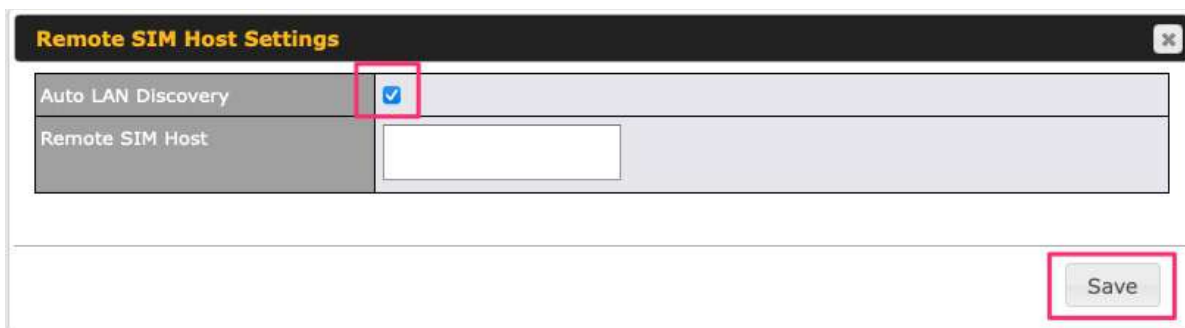 Remote SIM Host Settings
Auto LAN Discovery
Remote SIM Host
Save